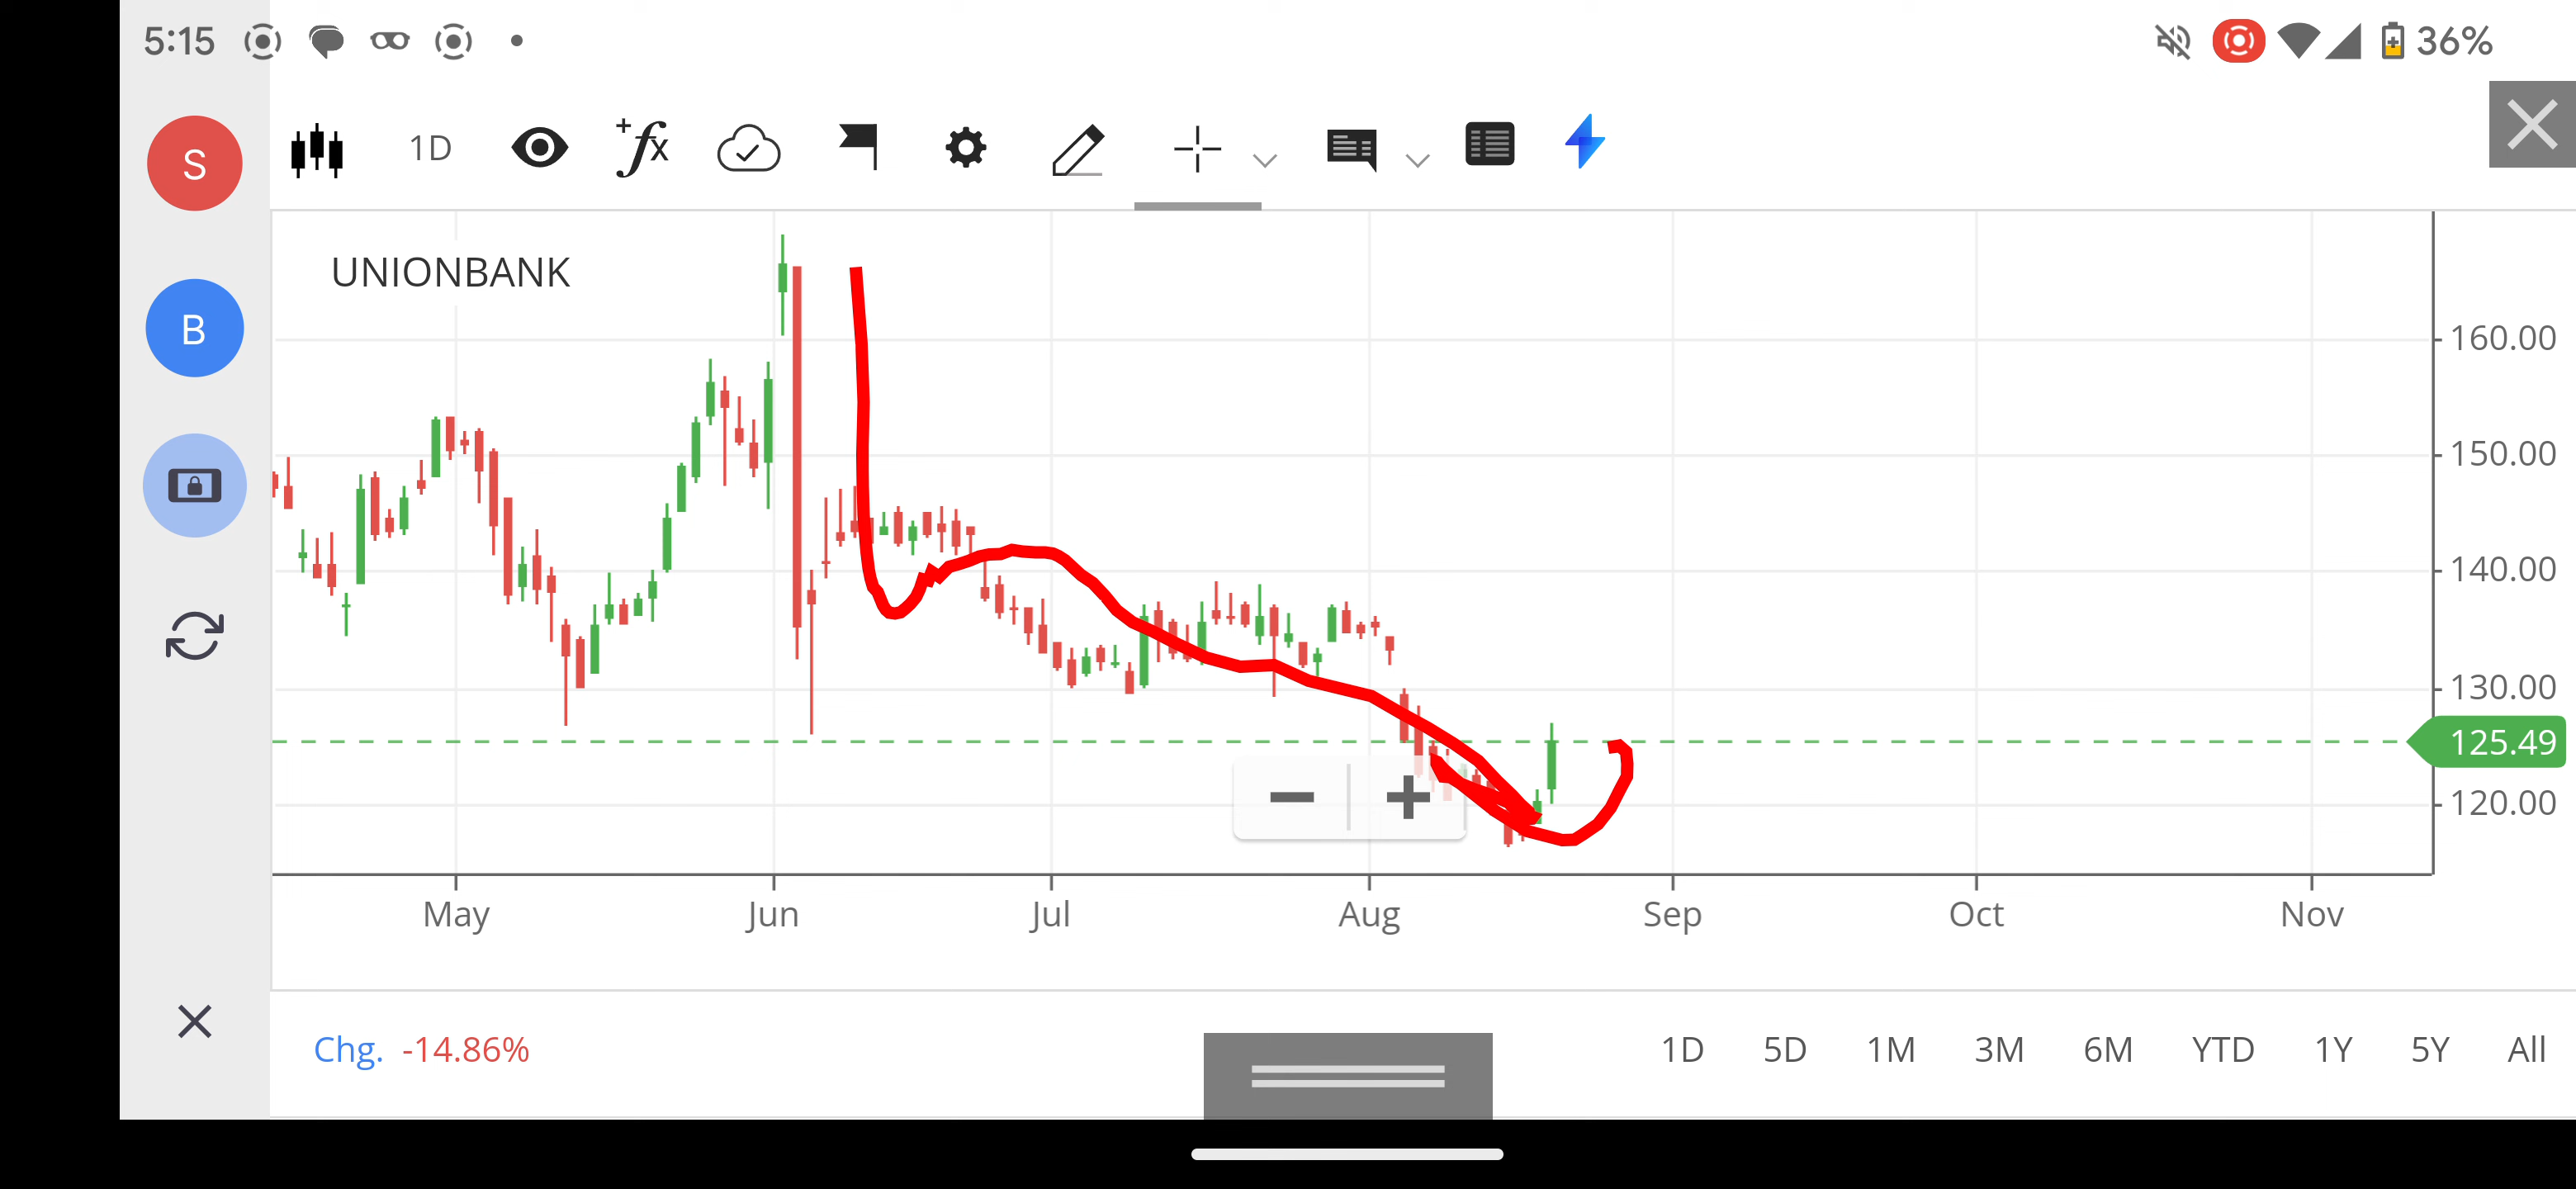 5:15
36%
S
1D
+fx
UNIONBANK
B
160.00
150.00
140.00
130.00
125.49
120.00
May Jun Jul Aug Sep Oct Nov
Chg. -14.86%
1D 5D 1M 3M 6M YTD 1Y 5Y All